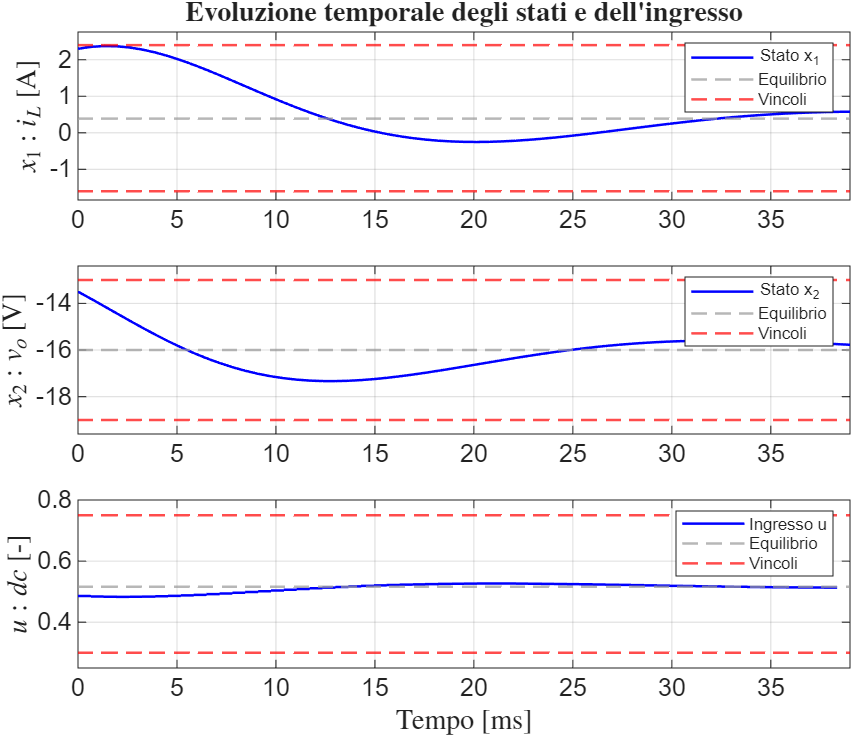 Evoluzione temporale degli stati e dell'ingresso
x1 : iL [A]
2
1
0
-1
0 5 10 15 20 25 30 35
Stato x1
Equilibrio
Vincoli
x2 : vo [V]
-14
-16
-18
0 5 10 15 20 25 30 35
Stato x2
Equilibrio
Vincoli
u : dc [-]
0.8
0.6
0.4
0 5 10 15 20 25 30 35
Ingresso u
Equilibrio
Vincoli
Tempo [ms]